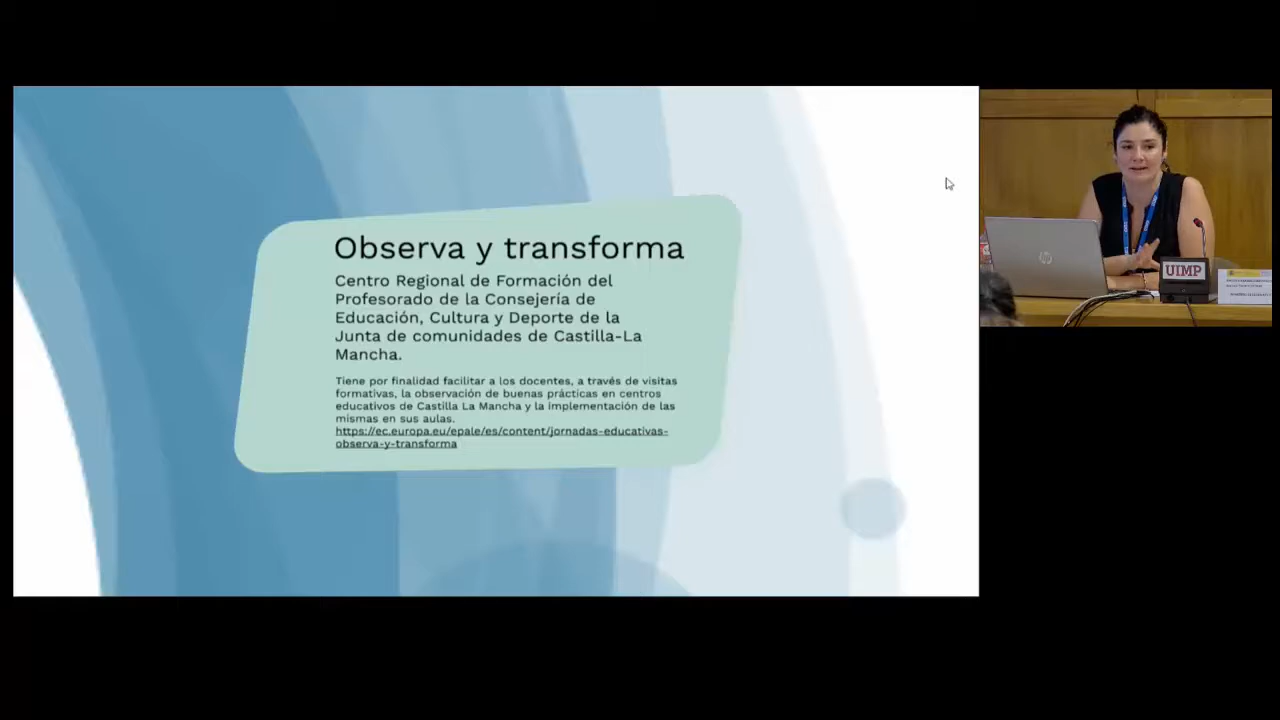 Observa y transforma
Centro Regional de Formación del
Profesorado de la Consejería de
Educación, Cultura y Deporte de la
Junta de comunidades de Castilla-La
Mancha.
Tiene por finalidad facilitar a los docentes, a través de visitas
formativas, la observación de buenas prácticas en centros
educativos de Castilla La Mancha y la implementación de las
mismas en sus aulas.
https://ec.europa.eu/epale/es/content/jornadas-educativas-
observa-y-transforma
hp
UIMP